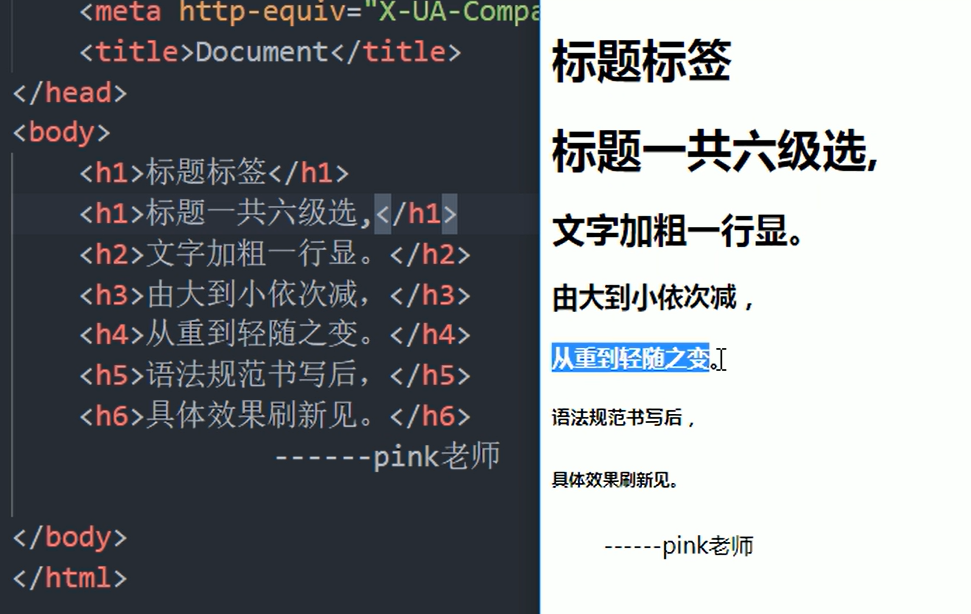 <meta http-equiv="X-UA-Compa
<title>Document</title>
</head>
<body>
<h1>标题标签</h1>
<h1>标题一共六级选,</h1>
<h2>文字加粗一行显。</h2>
<h3>由大到小依次减，</h3>
<h4>从重到轻随之变。</h4>
<h5>语法规范书写后，</h5>
<h6>具体效果刷新见。</h6>
------pink老师
</body>
</html>
标题标签
标题一共六级选,
文字加粗一行显。
由大到小依次减，
从重到轻随之变。
语法规范书写后，
具体效果刷新见。
------pink老师